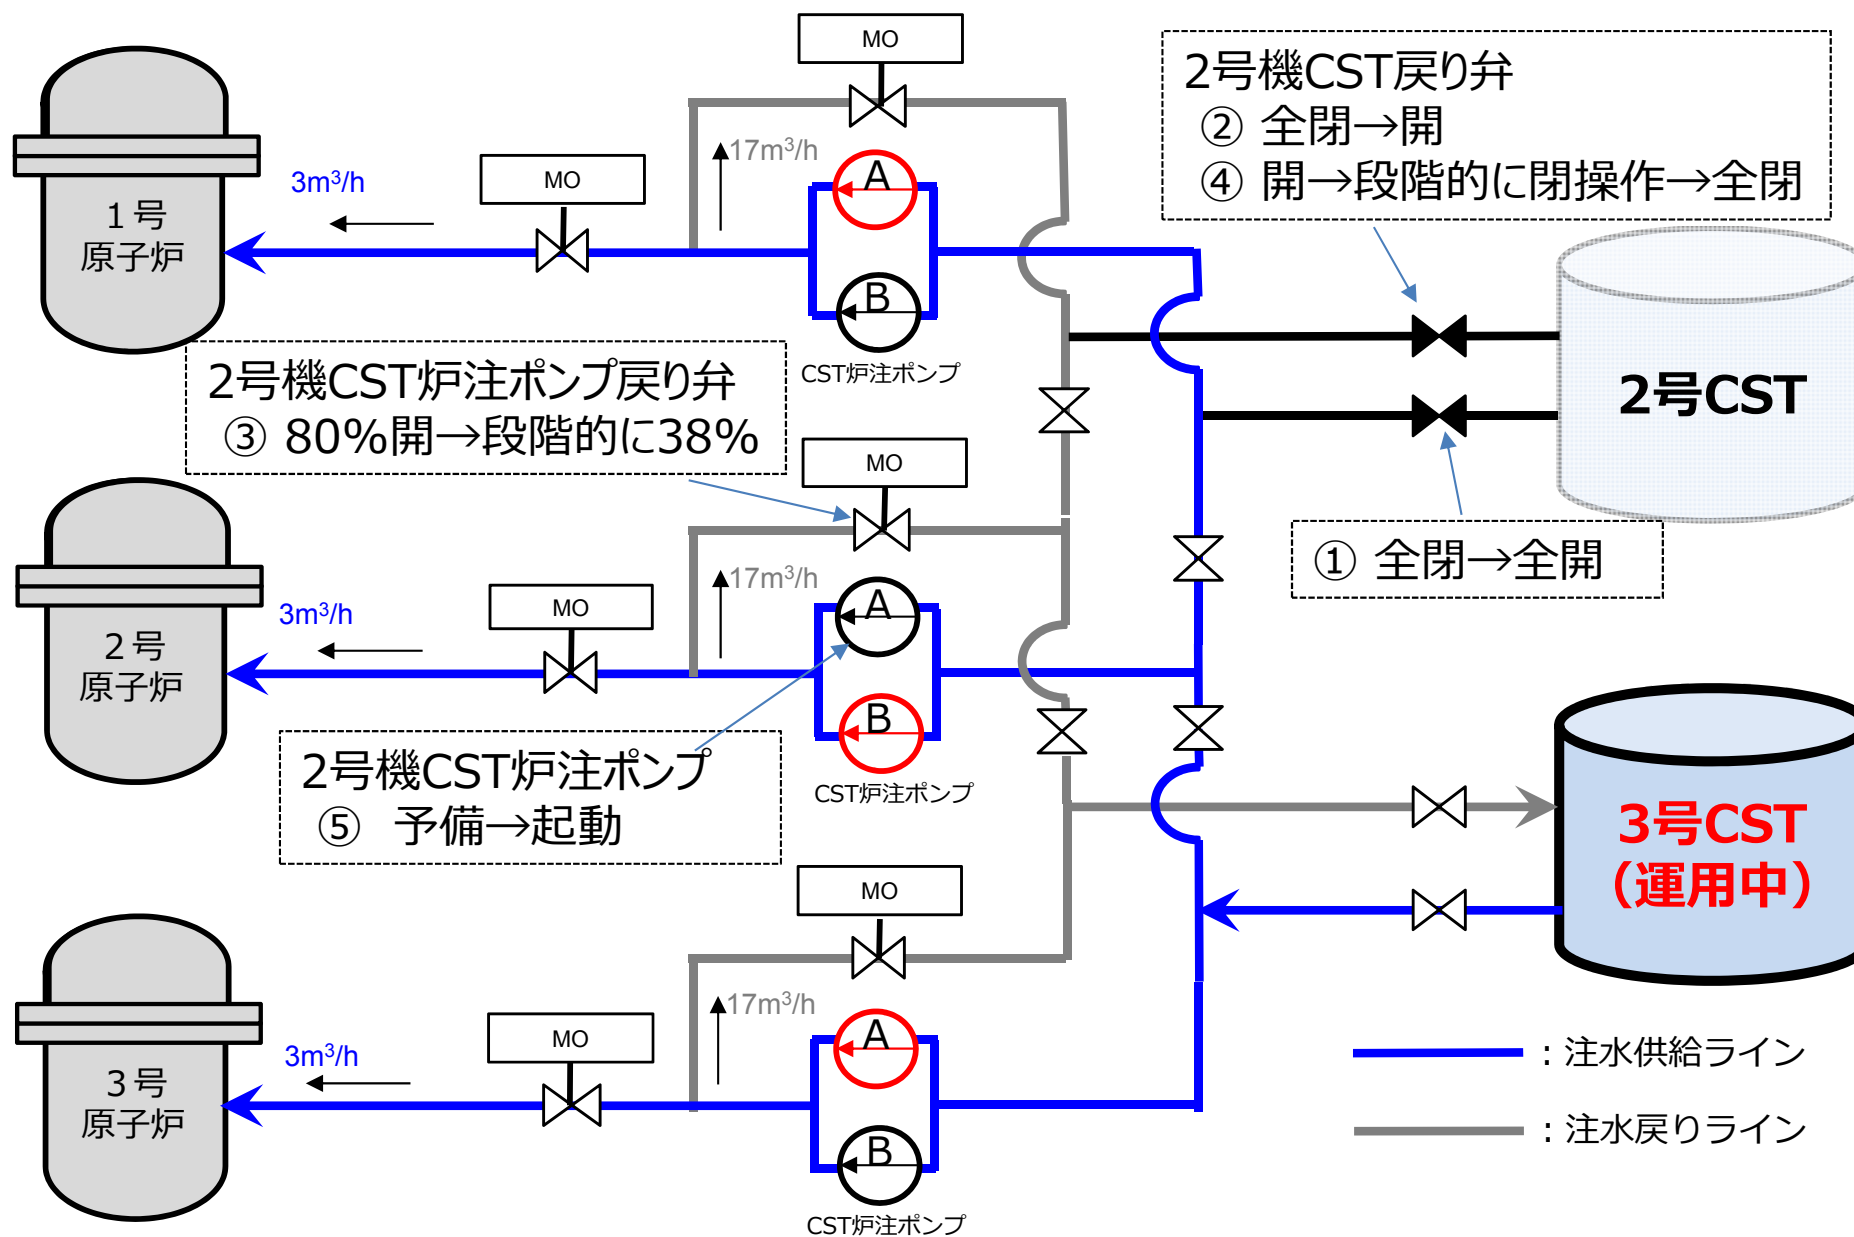 MO
2号機CST戻り弁
② 全閉→開
④ 開→段階的に閉操作→全閉
17m³/h
A
MO
3m³/h
1号
原子炉
B
CST炉注ポンプ
2号機CST炉注ポンプ戻り弁
③ 80%開→段階的に38%
2号CST
MO
① 全閉→全開
17m³/h
A
MO
3m³/h
2号
原子炉
B
CST炉注ポンプ
2号機CST炉注ポンプ
⑤ 予備→起動
3号CST
（運用中）
MO
17m³/h
A
MO
3m³/h
3号
原子炉
B
CST炉注ポンプ
：注水供給ライン
：注水戻りライン